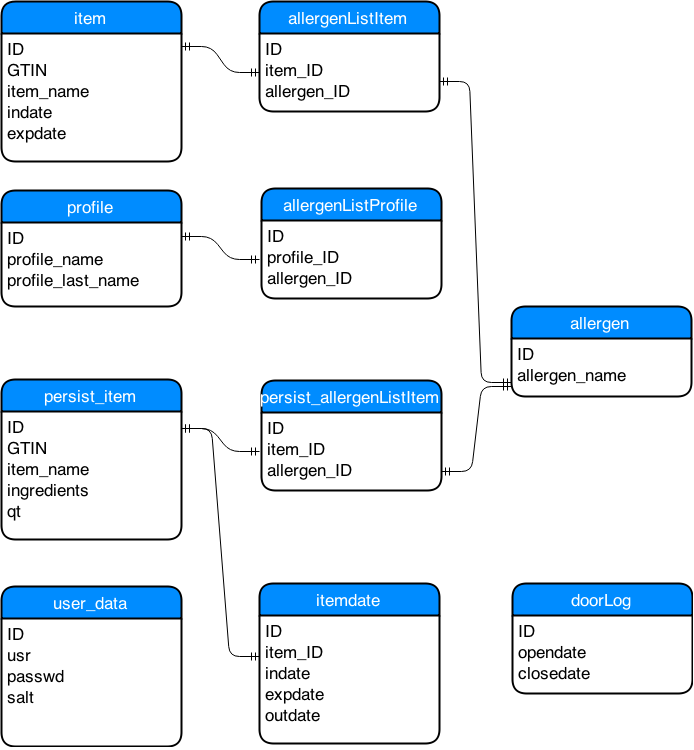 item
ID
GTIN
item_name
indate
expdate
allergenListItem
ID
item_ID
allergen_ID
profile
ID
profile_name
profile_last_name
allergenListProfile
ID
profile_ID
allergen_ID
allergen
ID
allergen_name
persist_item
ID
GTIN
item_name
ingredients
qt
persist_allergenListItem
ID
item_ID
allergen_ID
user_data
ID
usr
passwd
salt
itemdate
ID
item_ID
indate
expdate
outdate
doorLog
ID
opendate
closedate